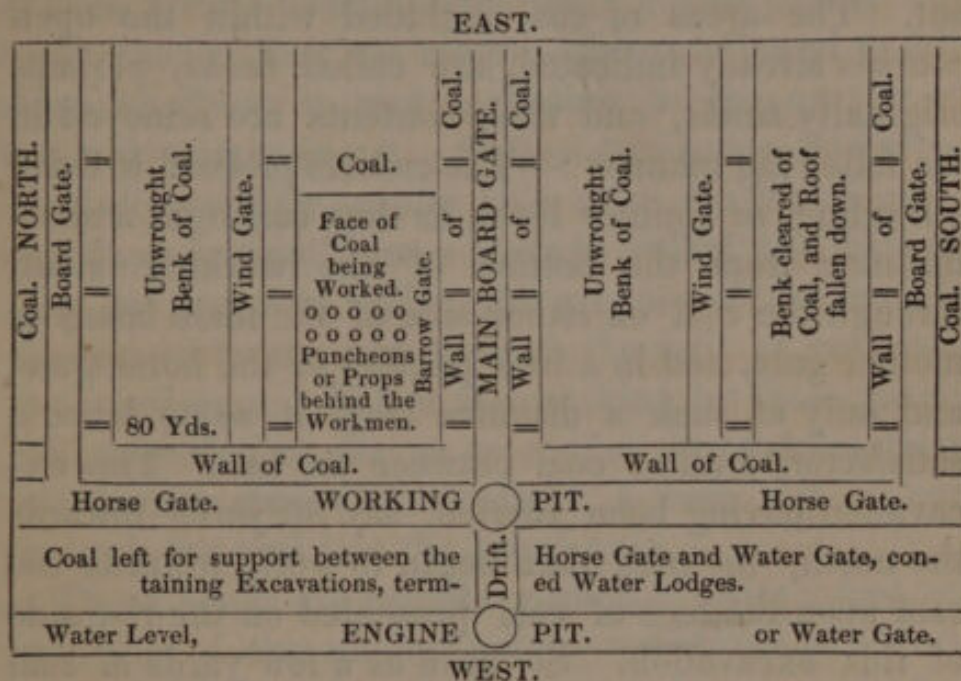 EAST.
Coal. NORTH.
Board Gate.
Unwrought
Benk of Coal.
Wind Gate.
Coal.
Face of
Coal
being
Worked.
o o o o o
o o o o o
Puncheons
or Props
behind the
Workmen.
Barrow Gate.
Wall of Coal.
MAIN BOARD GATE.
Wall of Coal.
Unwrought
Benk of Coal.
Wind Gate.
Benk cleared of
Coal, and Roof
fallen down.
Wall of Coal.
Board Gate.
Coal. SOUTH.
80 Yds.
Wall of Coal. Wall of Coal.
Horse Gate. WORKING PIT. Horse Gate.
Coal left for support between the Horse Gate and Water Gate, con-
taining Excavations, term- ed Water Lodges.
Drift.
Water Level, ENGINE PIT. or Water Gate.
WEST.